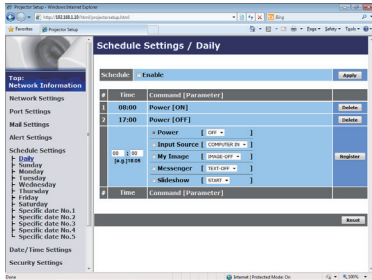 Projector Setup - Windows Internet Explorer
http://192.168.1.10/html/projectorsetup.html
Bing
Favorites Projector Setup
Page Safety Tools
Schedule Settings / Daily
Top:
Network Information
Network Settings
Port Settings
Mail Settings
Alert Settings
Schedule Settings
Daily
Sunday
Monday
Tuesday
Wednesday
Thursday
Friday
Saturday
Specific date No.1
Specific date No.2
Specific date No.3
Specific date No.4
Specific date No.5
Date/Time Settings
Security Settings
Schedule Enable Apply
# Time Command [Parameter]
1 08:00 Power [ON] Delete
2 17:00 Power [OFF] Delete
Power [ OFF ]
Input Source [ COMPUTER IN ]
00 : 00
[e.g.]18:05
My Image [ IMAGE-OFF ]
Messenger [ TEXT-OFF ]
Slideshow [ START ]
Register
# Time Command [Parameter]
Reset
Done
Internet | Protected Mode: On
100%